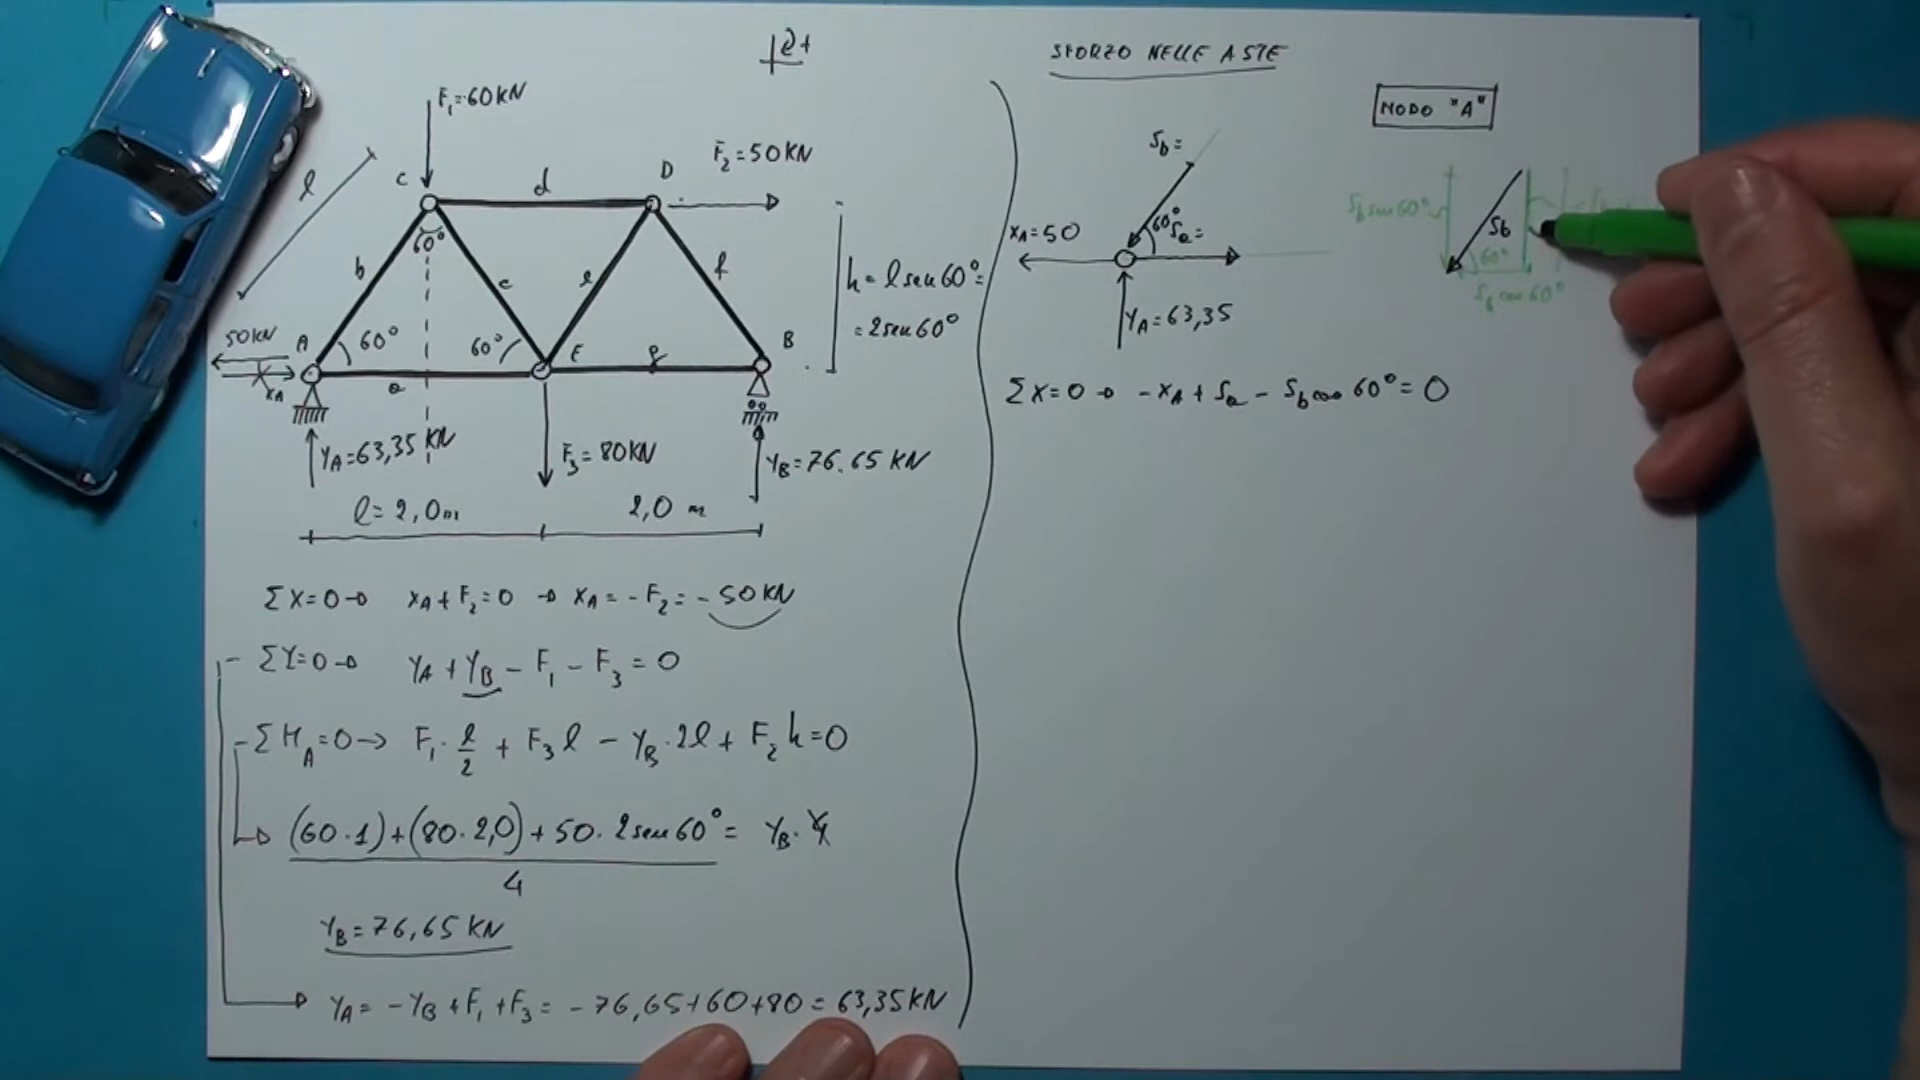 F₁=60KN
F₂=50KN
C
d
D
l
60°
b
c
e
f
h=l sen60°=
=2sen60°
50KN
A
60°
60°
E
g
B
XA
a
YA=63,35 KN
F₃=80KN
YB=76.65 KN
l=2,0m
2,0 m
ΣX=0→ XA+F₂=0 → XA=-F₂=-50KN
ΣY=0→ YA+YB-F₁-F₃=0
ΣMA=0→ F₁·l/2+F₃l-YB·2l+F₂h=0
(60·1)+(80·2,0)+50·2sen60°= YB·4
4
YB=76,65 KN
YA=-YB+F₁+F₃=-76,65+60+80=63,35KN
SFORZO NELLE ASTE
MODO "A"
Sb=
XA=50
60°
Sa=
YA=63,35
Sb sen60°
Sb
60°
Sb cos 60°
ΣX=0→ -XA+Sa-Sb cos 60°=0